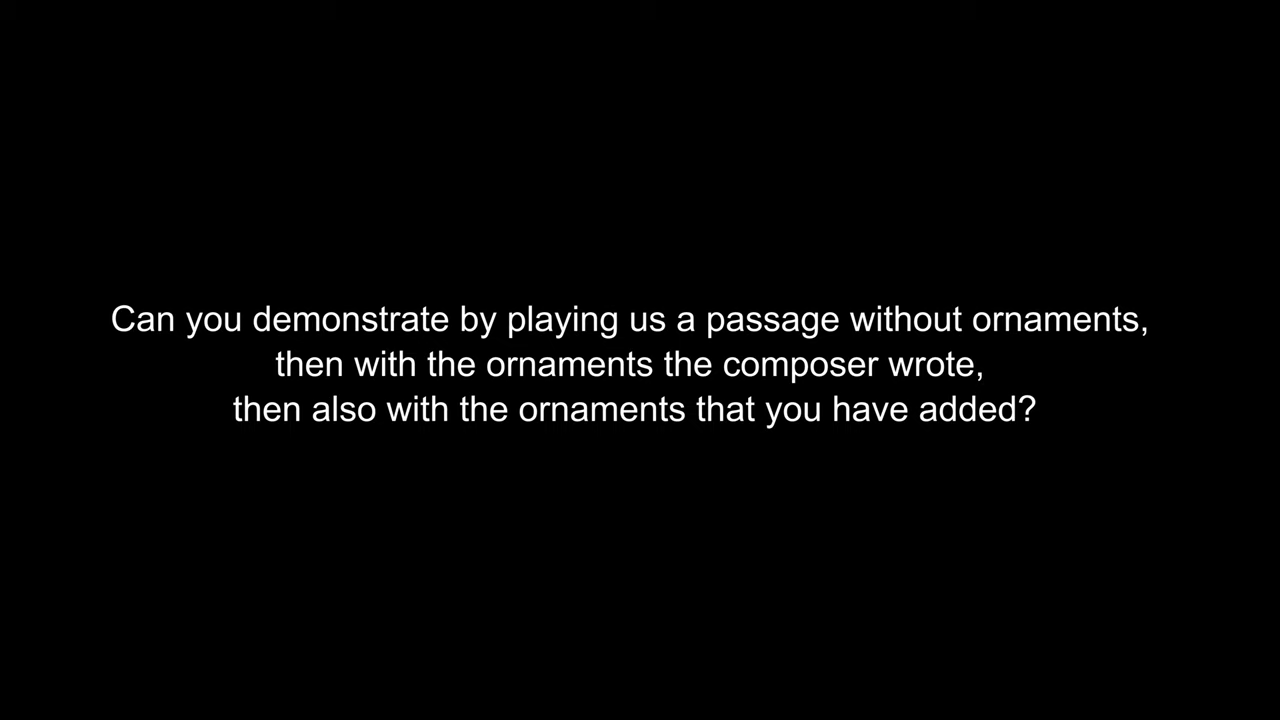 Can you demonstrate by playing us a passage without ornaments,
then with the ornaments the composer wrote,
then also with the ornaments that you have added?